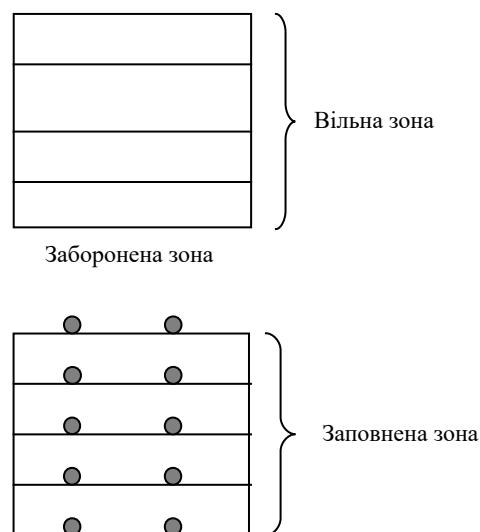 Вільна зона
Заборонена зона
Заповнена зона